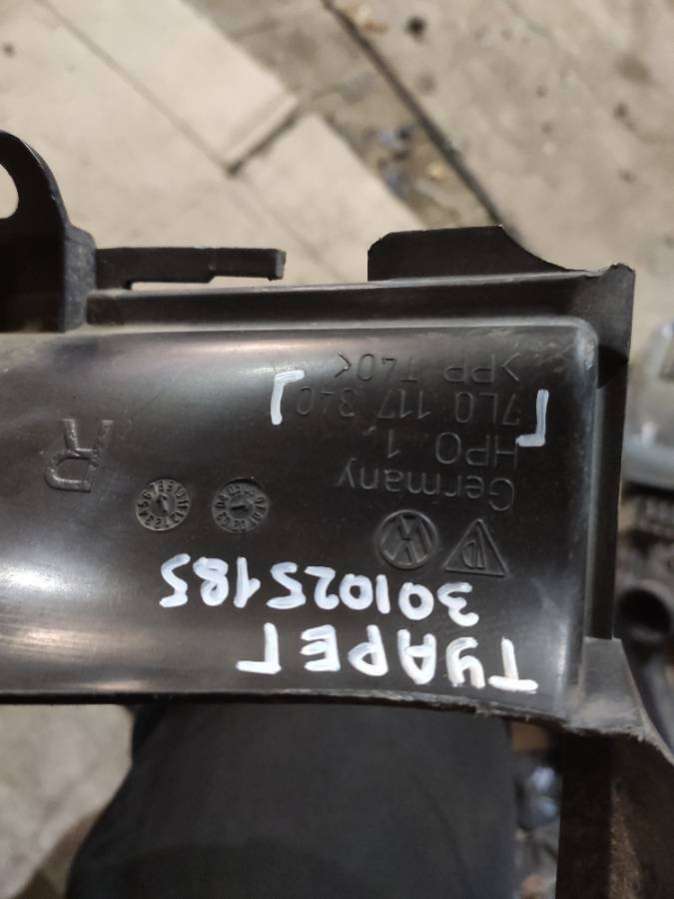 ТУАРЕГ
301025185
Germany
HPO 1
R
7L0 117 340
>PP T40<